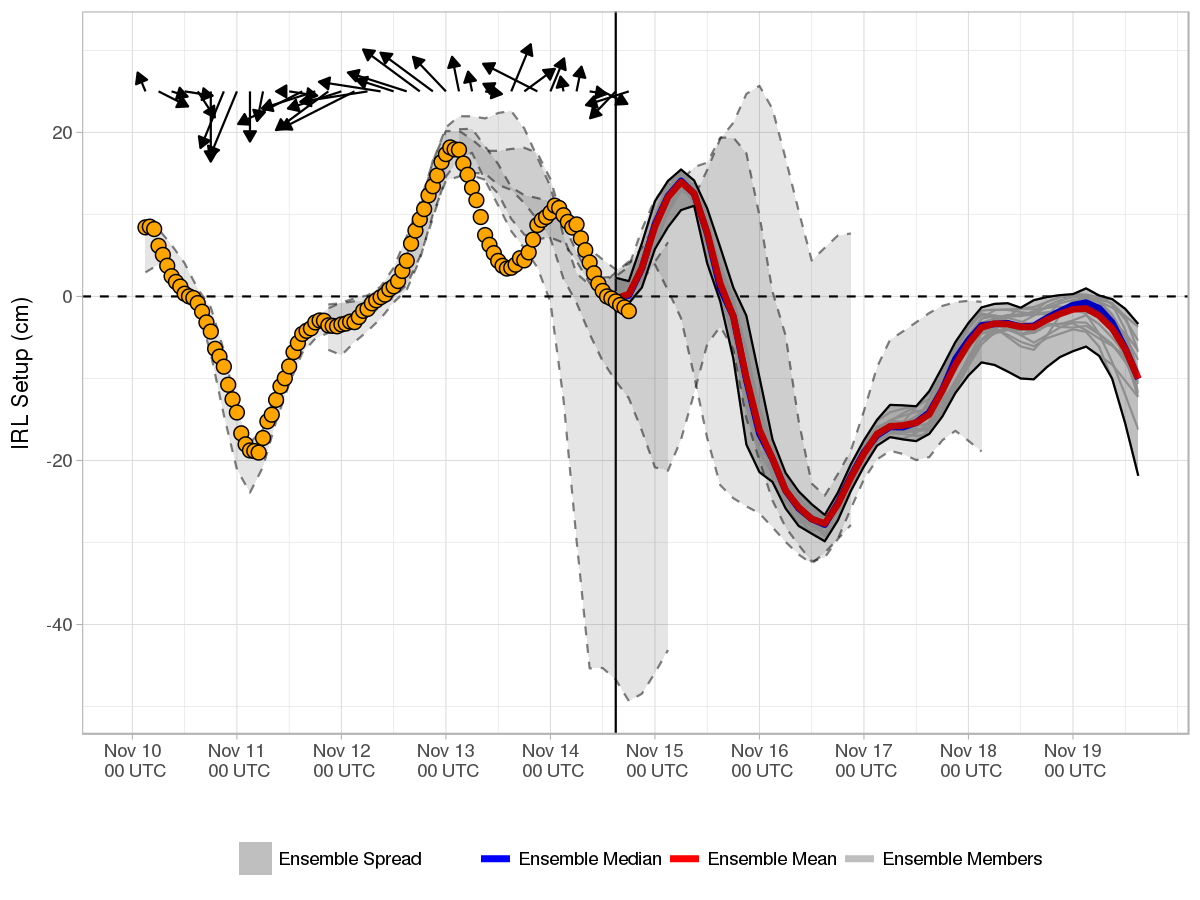 IRL Setup (cm)
20
0
-20
-40
Nov 10 Nov 11 Nov 12 Nov 13 Nov 14 Nov 15 Nov 16 Nov 17 Nov 18 Nov 19
00 UTC 00 UTC 00 UTC 00 UTC 00 UTC 00 UTC 00 UTC 00 UTC 00 UTC 00 UTC
Ensemble Spread Ensemble Median Ensemble Mean Ensemble Members